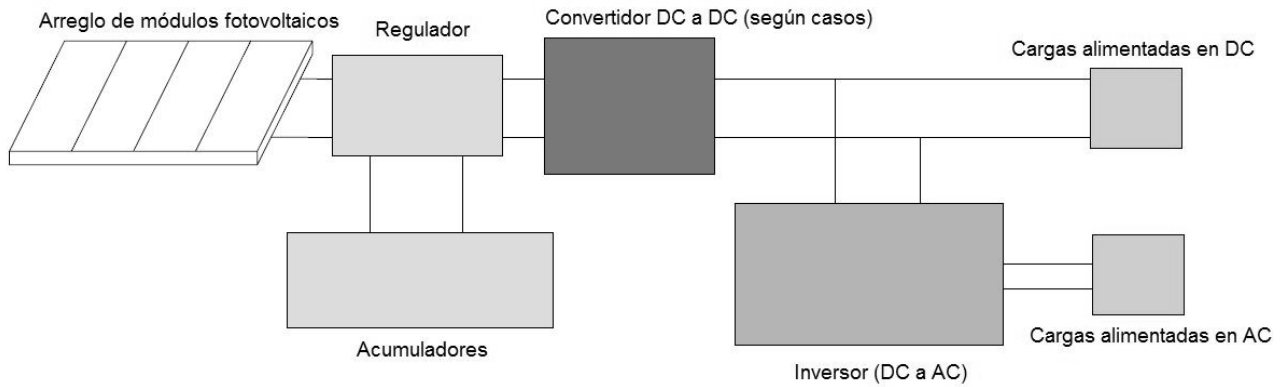 Arreglo de módulos fotovoltaicos
Regulador
Convertidor DC a DC (según casos)
Cargas alimentadas en DC
Acumuladores
Inversor (DC a AC)
Cargas alimentadas en AC